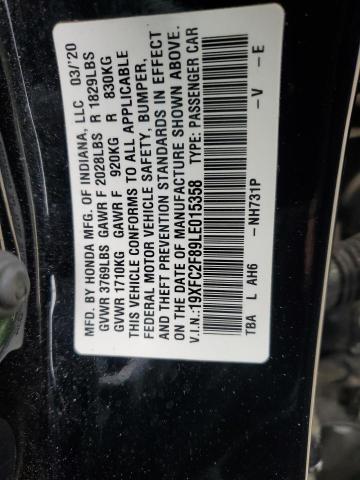 MFD. BY HONDA MFG. OF INDIANA, LLC 03/'20
GVWR 3769LBS GAWR F 2028LBS R 1829LBS
GVWR 1710KG GAWR F 920KG R 830KG
THIS VEHICLE CONFORMS TO ALL APPLICABLE
FEDERAL MOTOR VEHICLE SAFETY, BUMPER,
AND THEFT PREVENTION STANDARDS IN EFFECT
ON THE DATE OF MANUFACTURE SHOWN ABOVE.
V.I.N.:19XFC2F89LE015358 TYPE: PASSENGER CAR
TBA L AH6 -NH731P -V -E